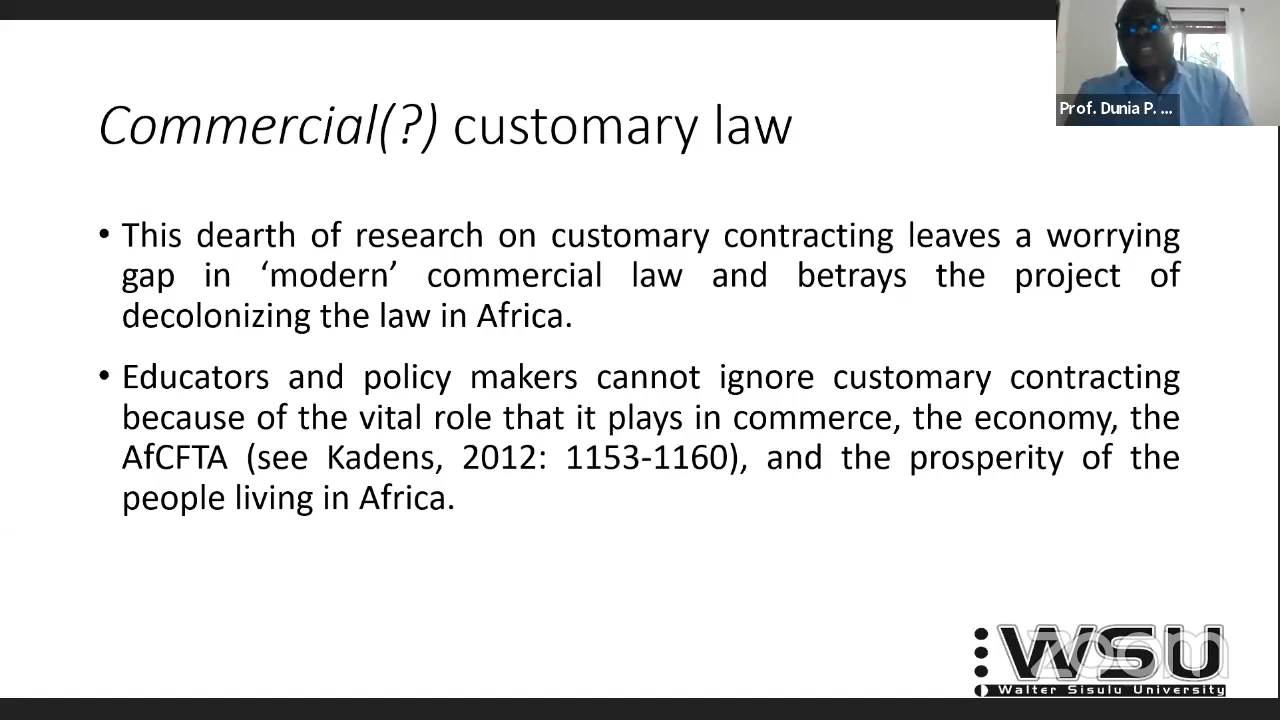 Prof. Dunia P. ...
Commercial(?) customary law
• This dearth of research on customary contracting leaves a worrying
gap in ‘modern’ commercial law and betrays the project of
decolonizing the law in Africa.
• Educators and policy makers cannot ignore customary contracting
because of the vital role that it plays in commerce, the economy, the
AfCFTA (see Kadens, 2012: 1153-1160), and the prosperity of the
people living in Africa.
WSU
zoom
Walter Sisulu University